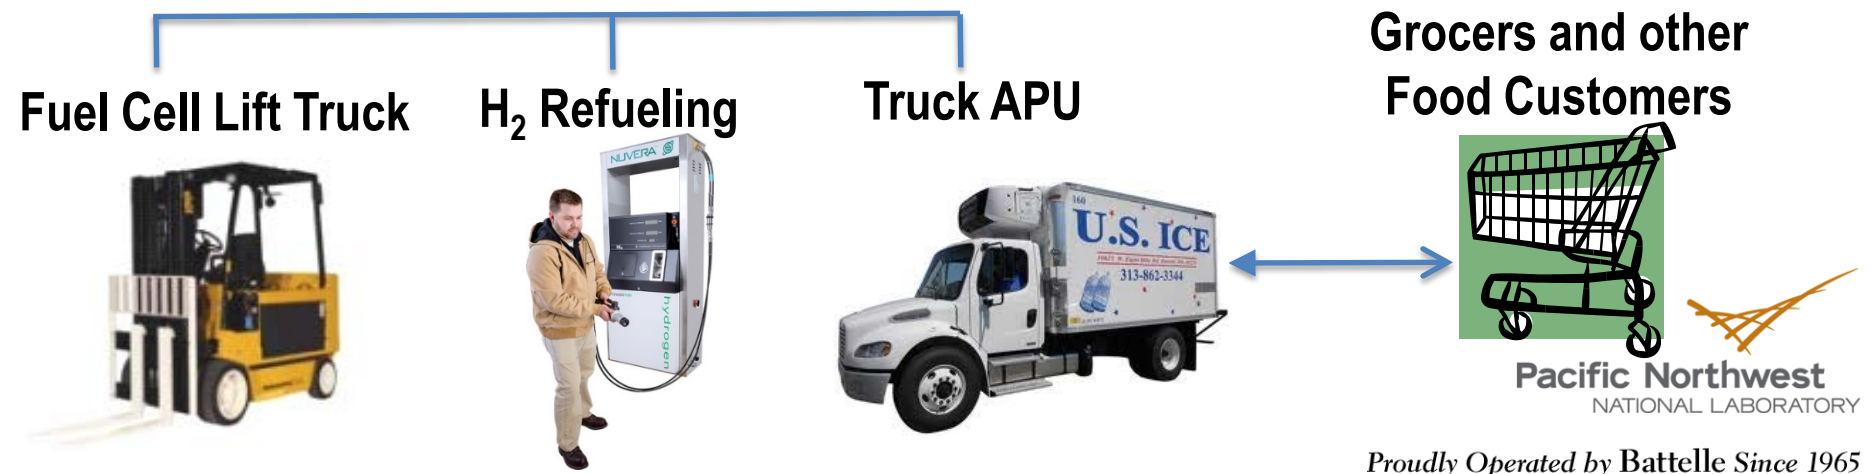 Fuel Cell Lift Truck
H₂ Refueling
Truck APU
Grocers and other
Food Customers
NUVERA
hydrogen
160
U.S. ICE
313-862-3344
Pacific Northwest
NATIONAL LABORATORY
Proudly Operated by Battelle Since 1965